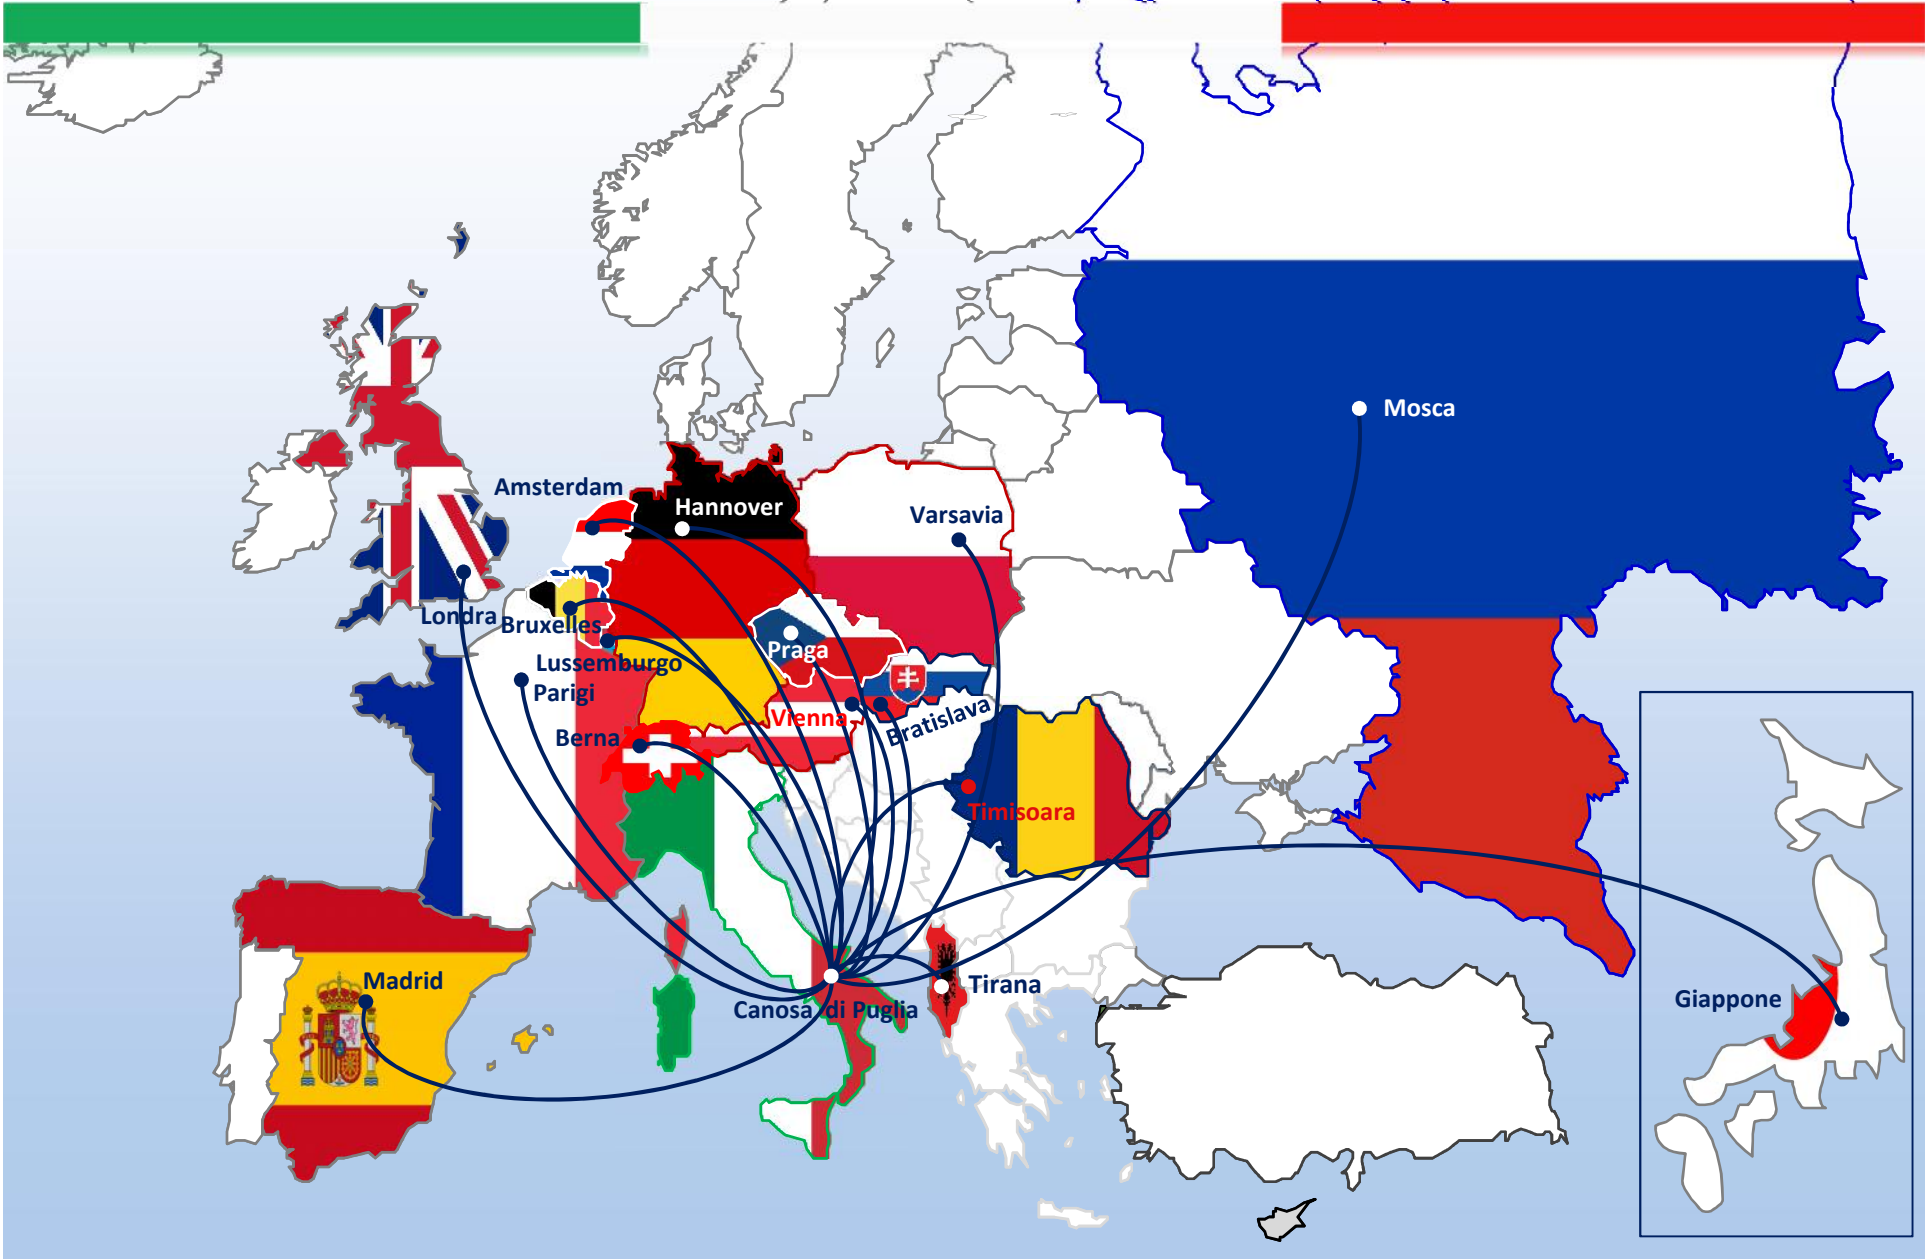 Mosca
Amsterdam
Hannover
Varsavia
Londra
Bruxelles
Praga
Lussemburgo
Parigi
Vienna
Bratislava
Berna
Timisoara
Madrid
Tirana
Canosa di Puglia
Giappone